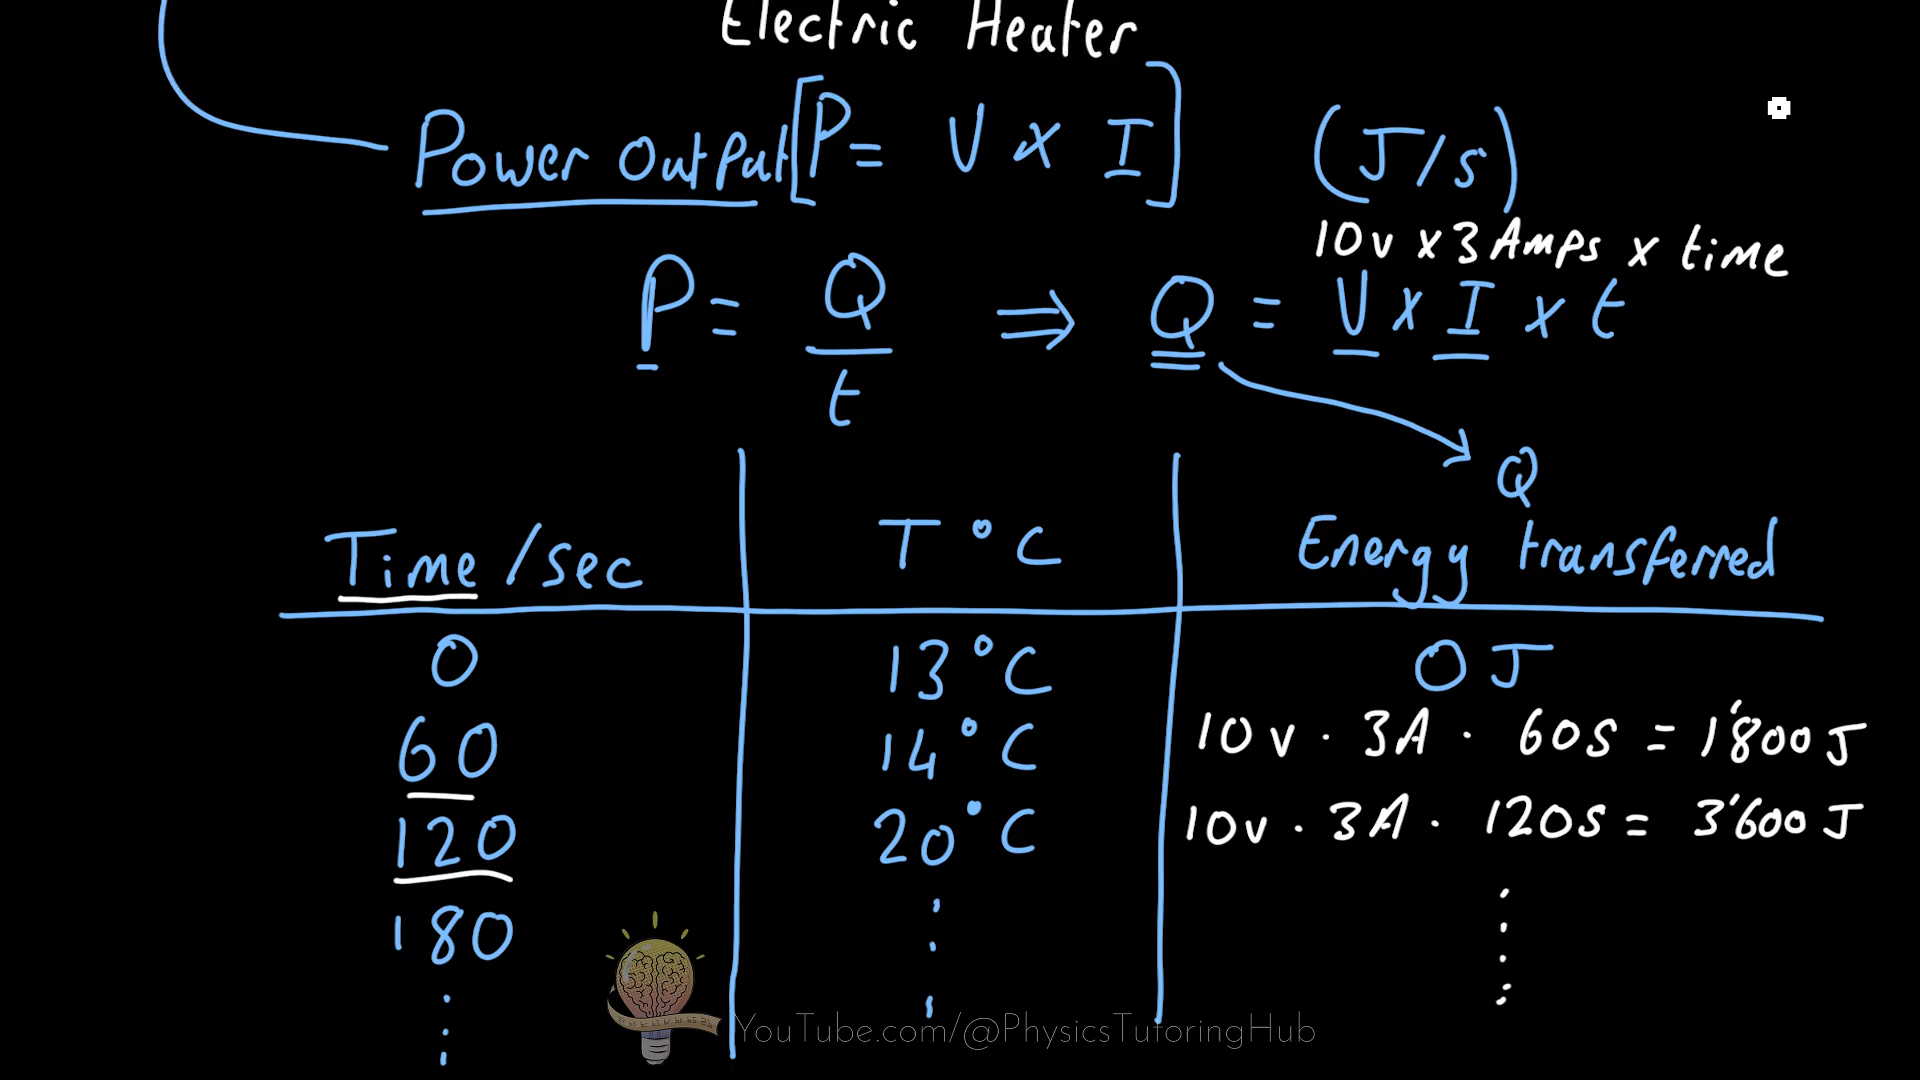 Electric Heater
Power Output [P = V x I] (J/s)
10v x 3 Amps x time
P = Q / t ⇒ Q = V x I x t
Q
Time /sec T °C Energy transferred
0 13°C 0 J
60 14°C 10v · 3A · 60s = 1'800 J
120 20°C 10v · 3A · 120s = 3'600 J
180
YouTube.com/@PhysicsTutoringHub